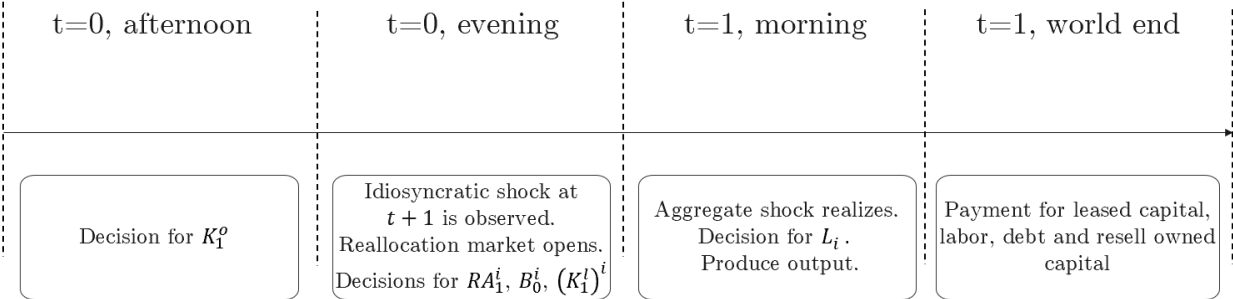 t=0, afternoon
t=0, evening
t=1, morning
t=1, world end
Decision for $K_1^o$
Idiosyncratic shock at
$t + 1$ is observed.
Reallocation market opens.
Decisions for $RA_1^i$, $B_0^i$, $(K_1^l)^i$
Aggregate shock realizes.
Decision for $L_i$ .
Produce output.
Payment for leased capital,
labor, debt and resell owned
capital